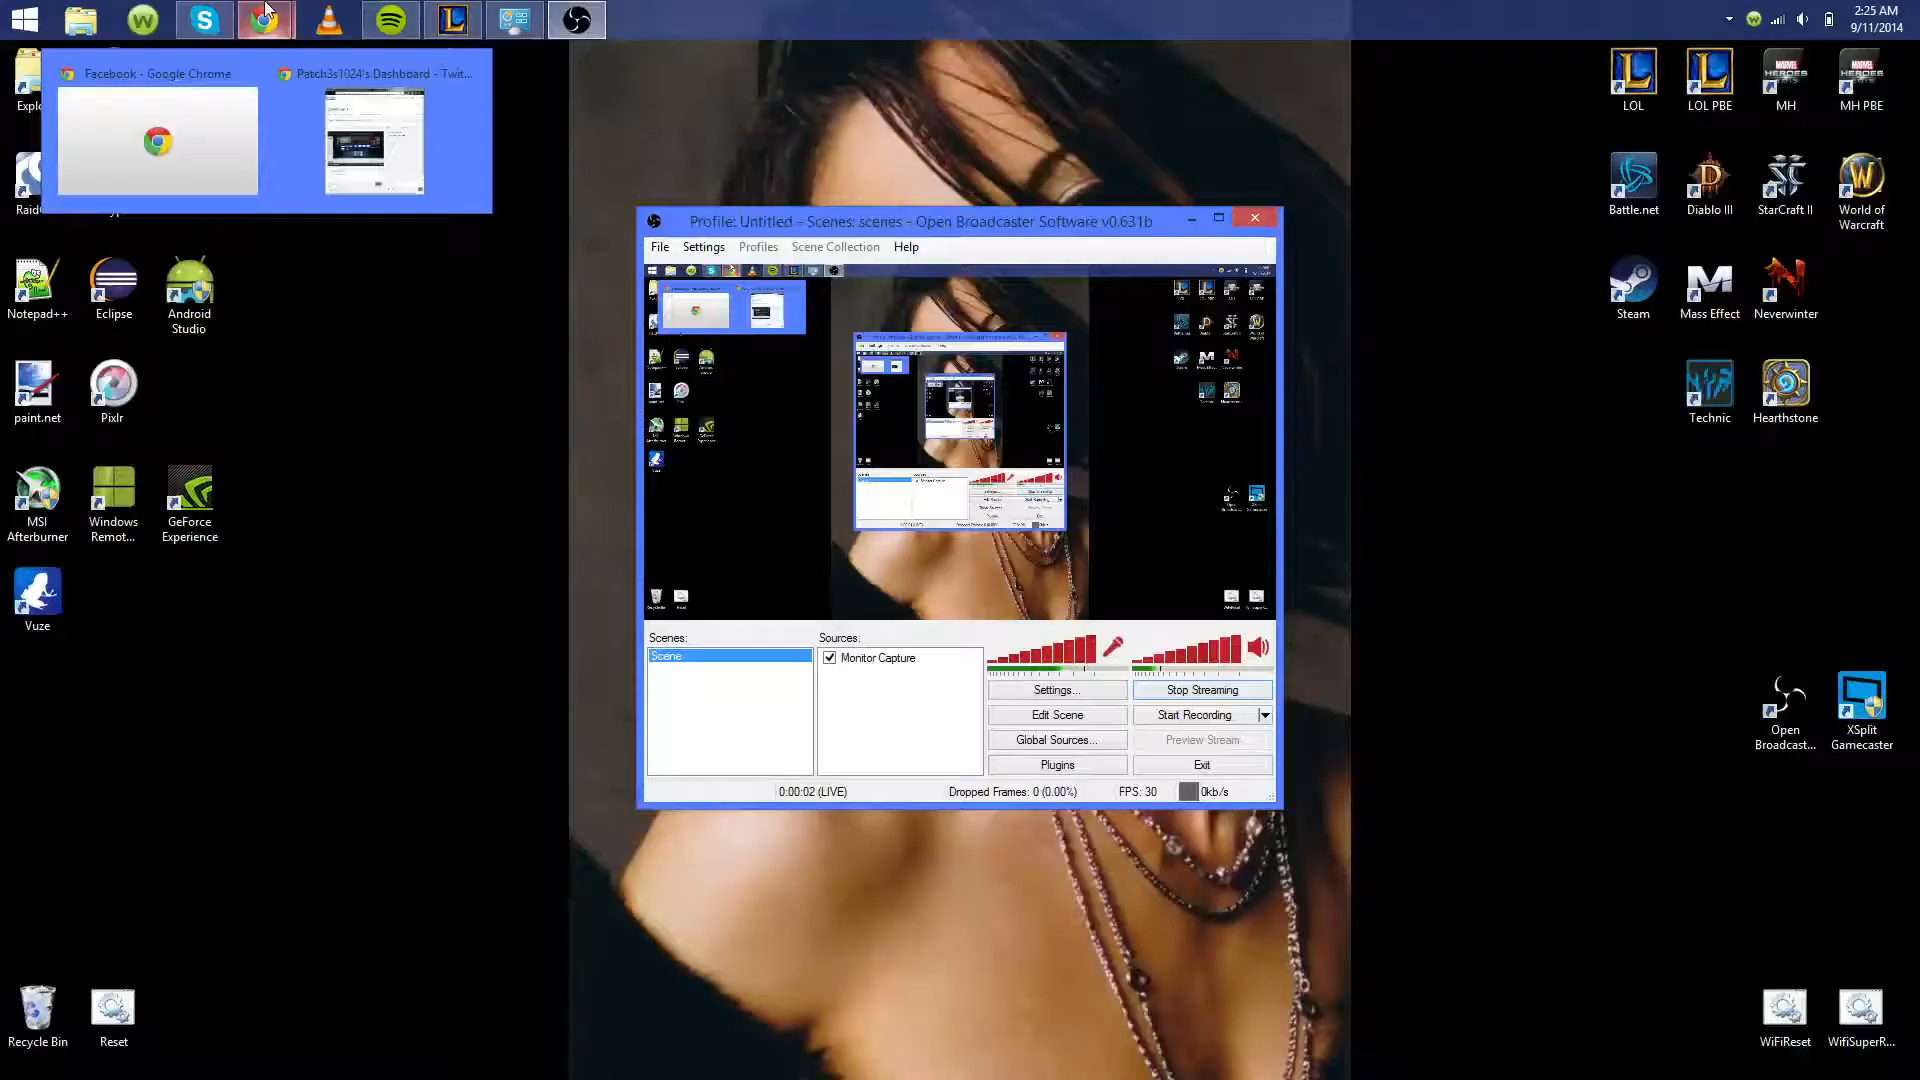 2:25 AM
9/11/2014
Facebook - Google Chrome
Patch3s1024's Dashboard - Twit...
Explo
Raid
LOL
LOL PBE
MH
MH PBE
Battle.net
Diablo III
StarCraft II
World of
Warcraft
Notepad++
Eclipse
Android
Studio
Steam
Mass Effect
Neverwinter
paint.net
Pixlr
Technic
Hearthstone
MSI
Afterburner
Windows
Remot...
GeForce
Experience
Vuze
Open
Broadcast...
XSplit
Gamecaster
Recycle Bin
Reset
WiFiReset
WifiSuperR...
Profile: Untitled - Scenes: scenes - Open Broadcaster Software v0.631b
File Settings Profiles Scene Collection Help
Scenes:
Scene
Sources:
Monitor Capture
Settings...
Stop Streaming
Edit Scene
Start Recording
Global Sources...
Preview Stream
Plugins
Exit
0:00:02 (LIVE)
Dropped Frames: 0 (0.00%)
FPS: 30
0kb/s